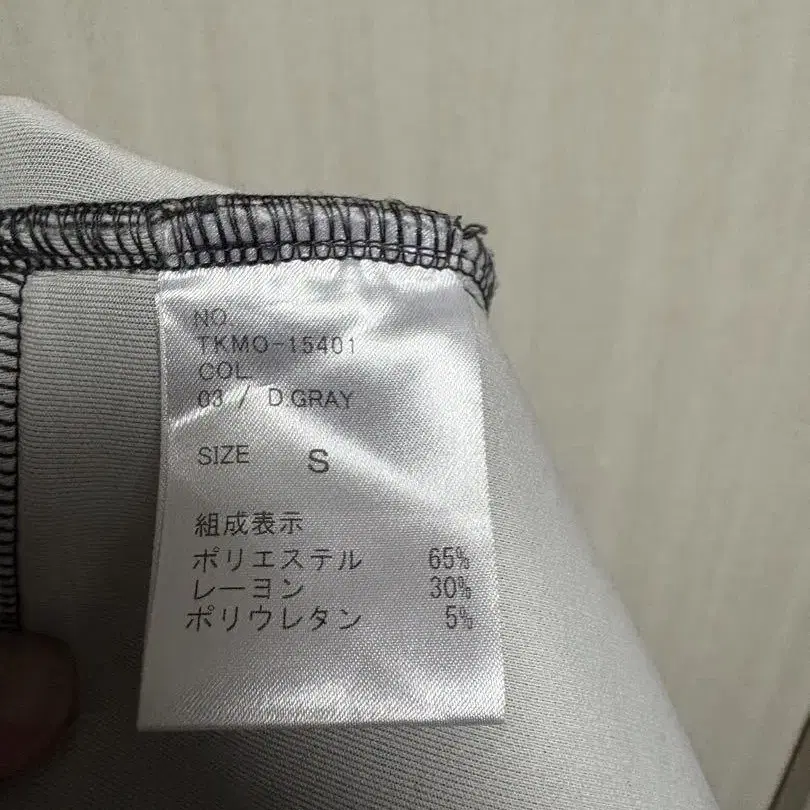 NO.
TKMO-15401
COL.
03 / D.GRAY
SIZE S
組成表示
ポリエステル 65%
レーヨン 30%
ポリウレタン 5%